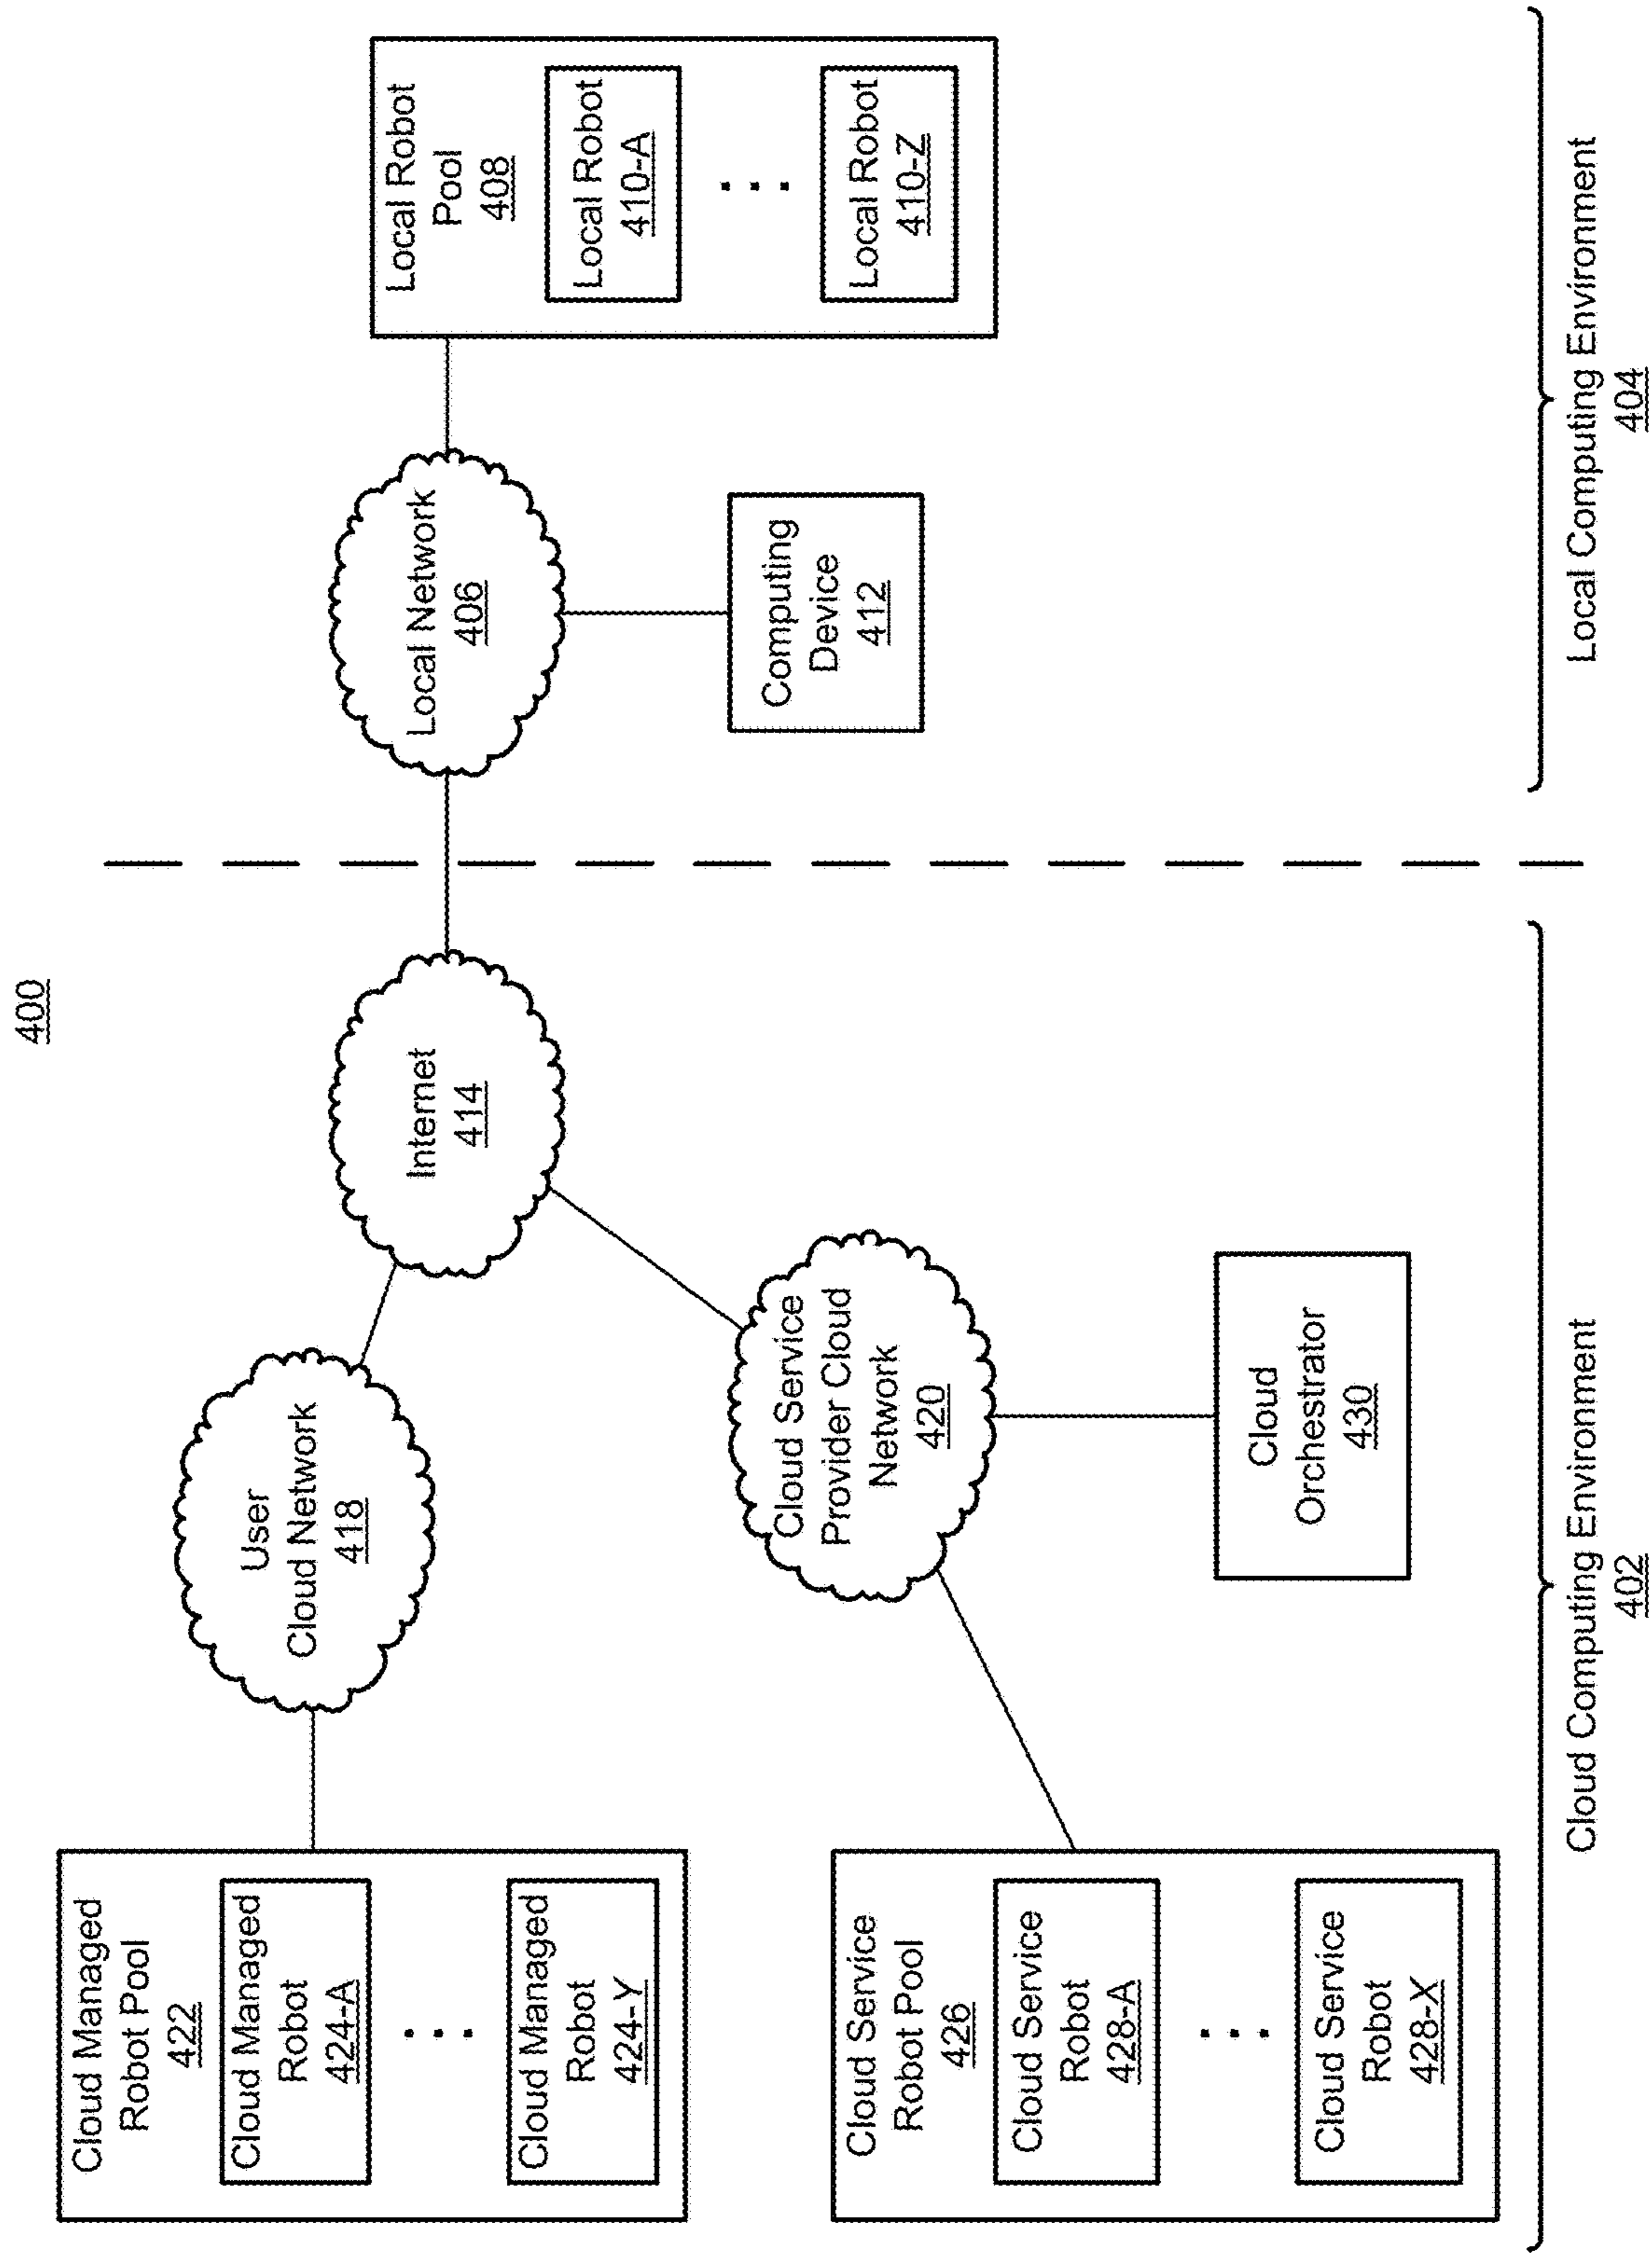 400
Cloud Managed
Robot Pool
422
Cloud Managed
Robot
424-A
Cloud Managed
Robot
424-Y
User
Cloud Network
418
Internet
414
Local Network
406
Local Robot
Pool
408
Local Robot
410-A
Local Robot
410-Z
Computing
Device
412
Cloud Service
Provider Cloud
Network
420
Cloud Service
Robot Pool
426
Cloud Service
Robot
428-A
Cloud Service
Robot
428-X
Cloud
Orchestrator
430
Cloud Computing Environment
402
Local Computing Environment
404